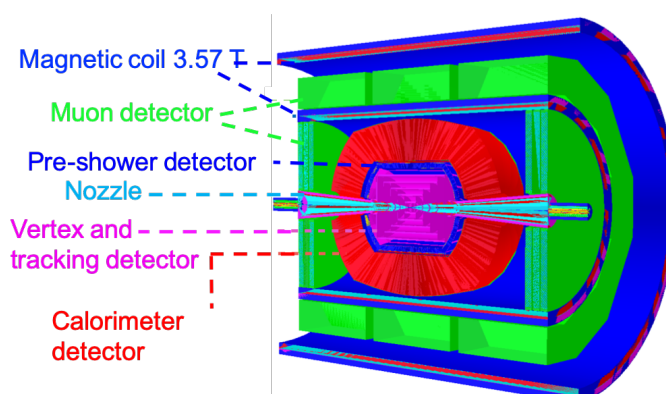 Magnetic coil 3.57 T
Muon detector
Pre-shower detector
Nozzle
Vertex and
tracking detector
Calorimeter
detector